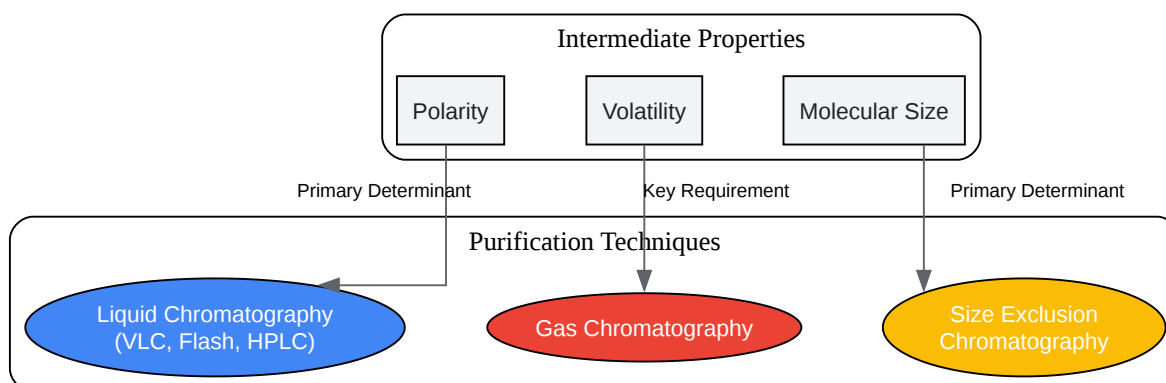 Intermediate Properties
Polarity
Volatility
Molecular Size
Primary Determinant
Key Requirement
Primary Determinant
Purification Techniques
Liquid Chromatography
(VLC, Flash, HPLC)
Gas Chromatography
Size Exclusion
Chromatography